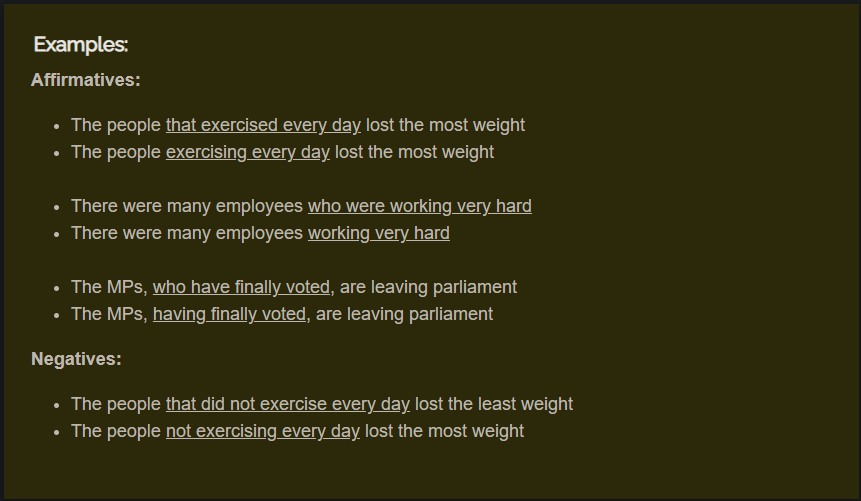 Examples:
Affirmatives:
• The people that exercised every day lost the most weight
• The people exercising every day lost the most weight
• There were many employees who were working very hard
• There were many employees working very hard
• The MPs, who have finally voted, are leaving parliament
• The MPs, having finally voted, are leaving parliament
Negatives:
• The people that did not exercise every day lost the least weight
• The people not exercising every day lost the most weight